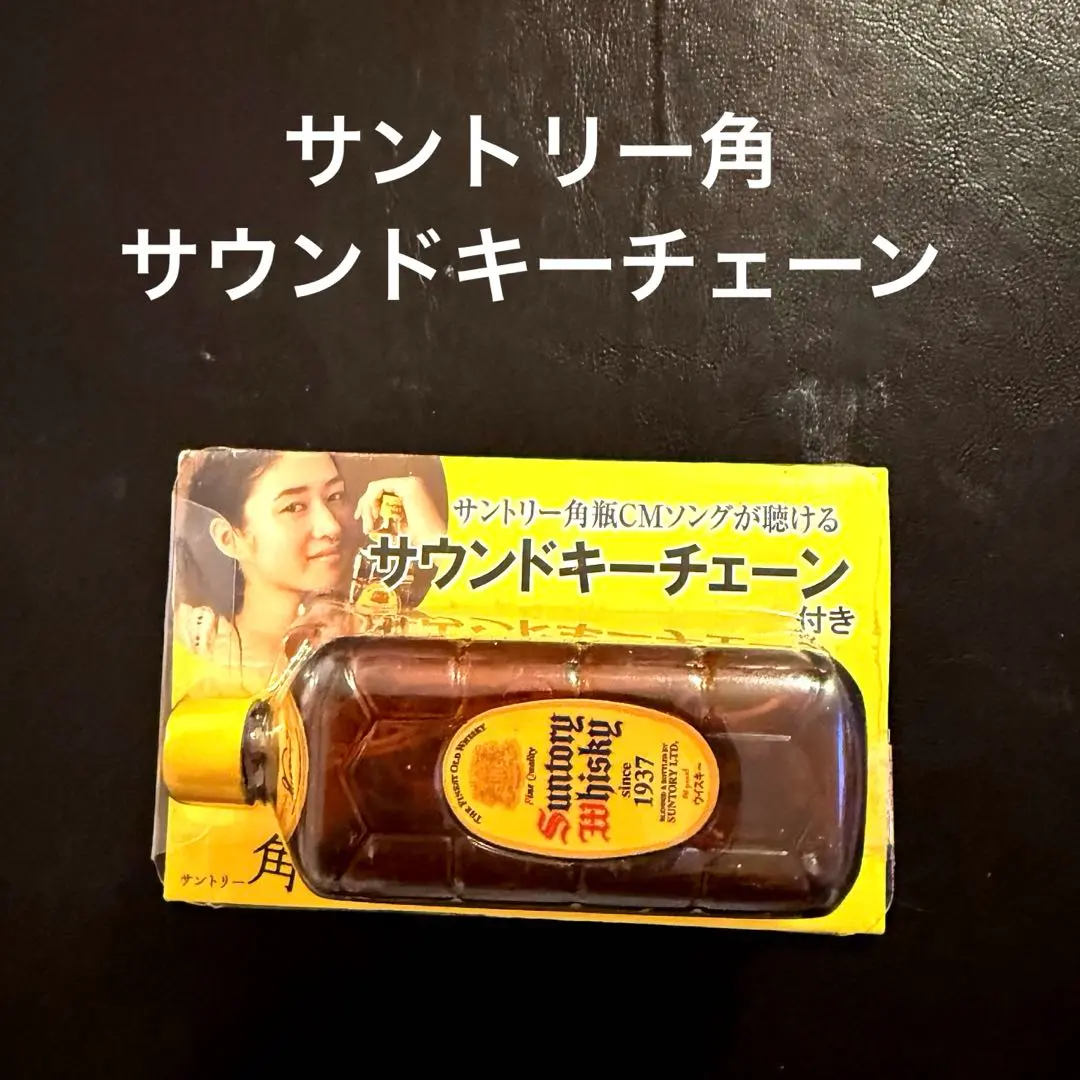 サントリー角
サウンドキーチェーン
サントリー角瓶CMソングが聴ける
サウンドキーチェーン
付き
THE FINEST OLD WHISKY
Fine Quality
Suntory
Whisky
since
1937
BLENDED & BOTTLED BY
SUNTORY LTD.
ウイスキー
サントリー角